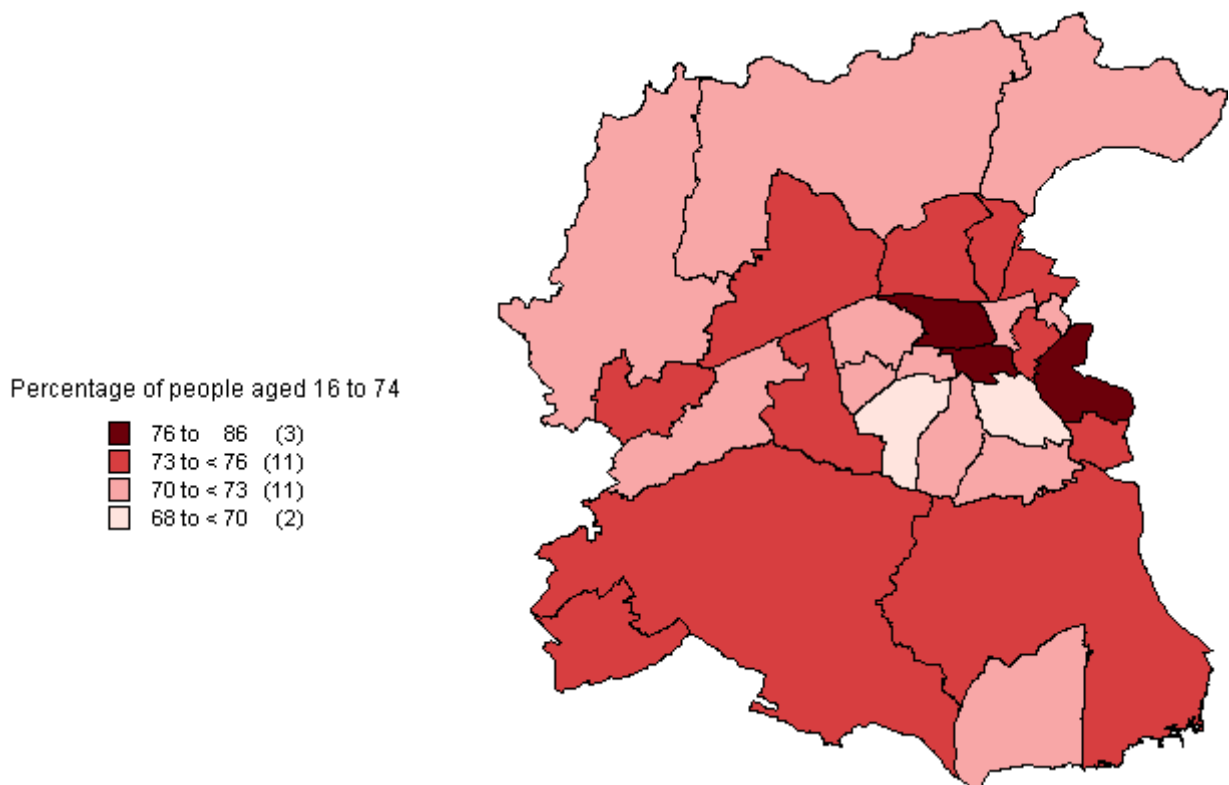 Percentage of people aged 16 to 74
76 to 86 (3)
73 to < 76 (11)
70 to < 73 (11)
68 to < 70 (2)